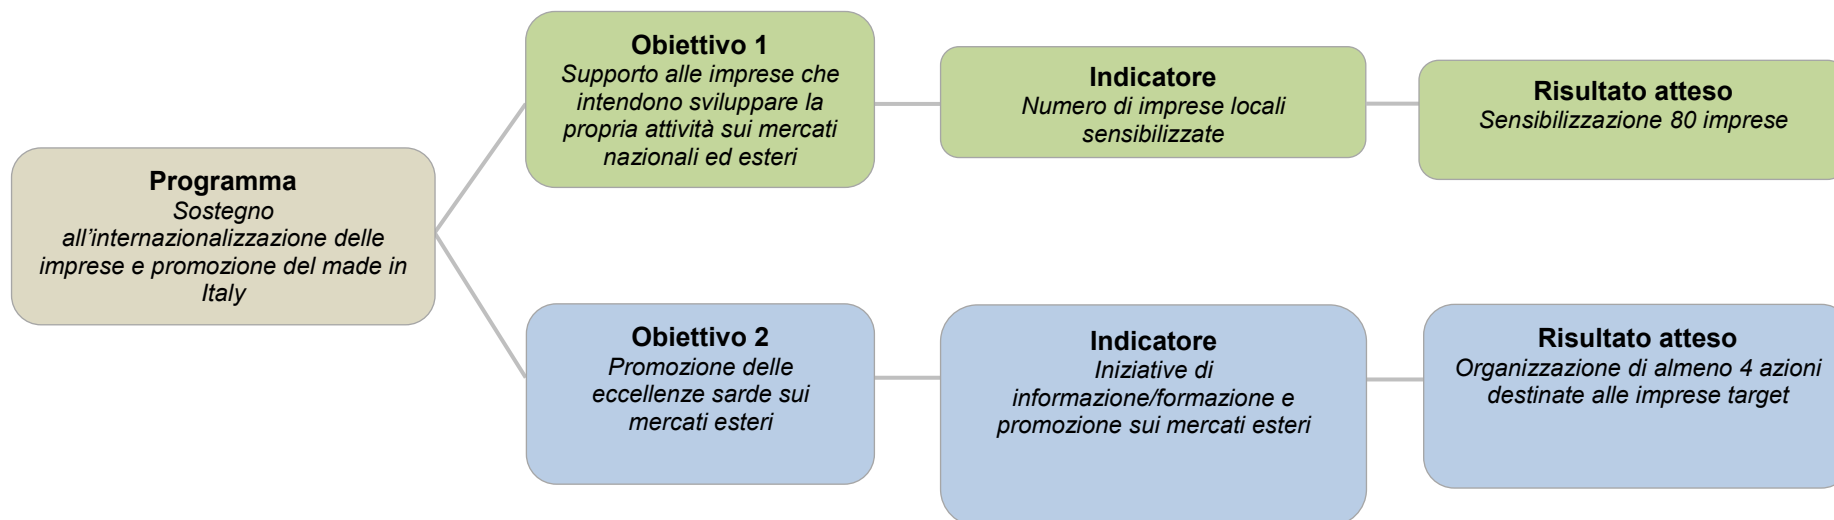 Programma
Sostegno
all’internazionalizzazione delle
imprese e promozione del made in
Italy
Obiettivo 1
Supporto alle imprese che
intendono sviluppare la
propria attività sui mercati
nazionali ed esteri
Indicatore
Numero di imprese locali
sensibilizzate
Risultato atteso
Sensibilizzazione 80 imprese
Obiettivo 2
Promozione delle
eccellenze sarde sui
mercati esteri
Indicatore
Iniziative di
informazione/formazione e
promozione sui mercati esteri
Risultato atteso
Organizzazione di almeno 4 azioni
destinate alle imprese target